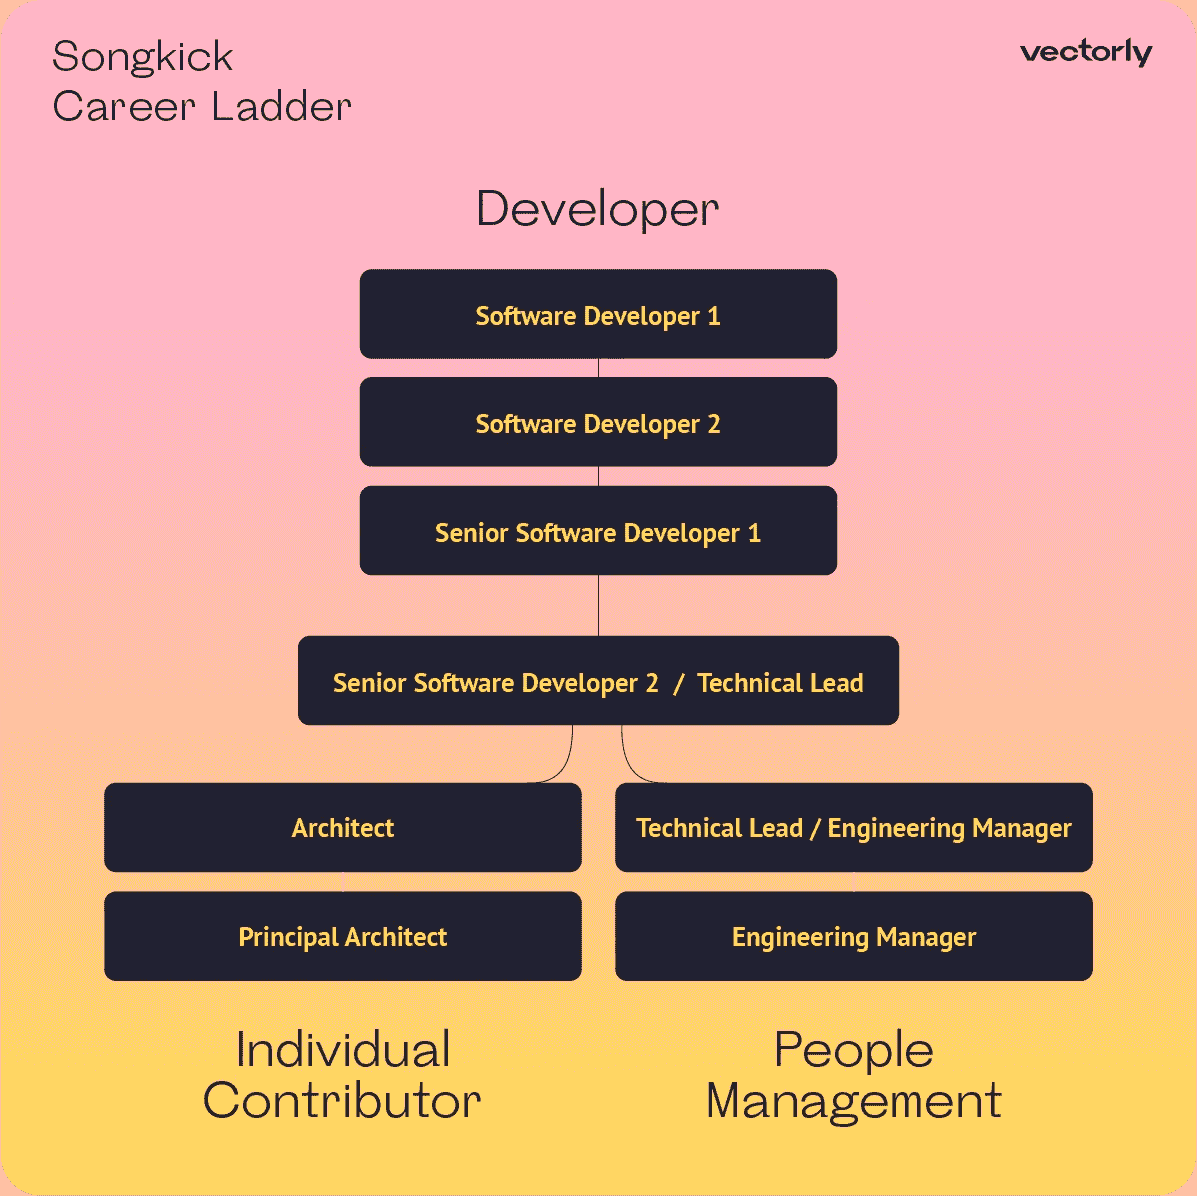 Songkick
Career Ladder
vectorly
Developer
Software Developer 1
Software Developer 2
Senior Software Developer 1
Senior Software Developer 2 / Technical Lead
Architect
Technical Lead / Engineering Manager
Principal Architect
Engineering Manager
Individual
Contributor
People
Management